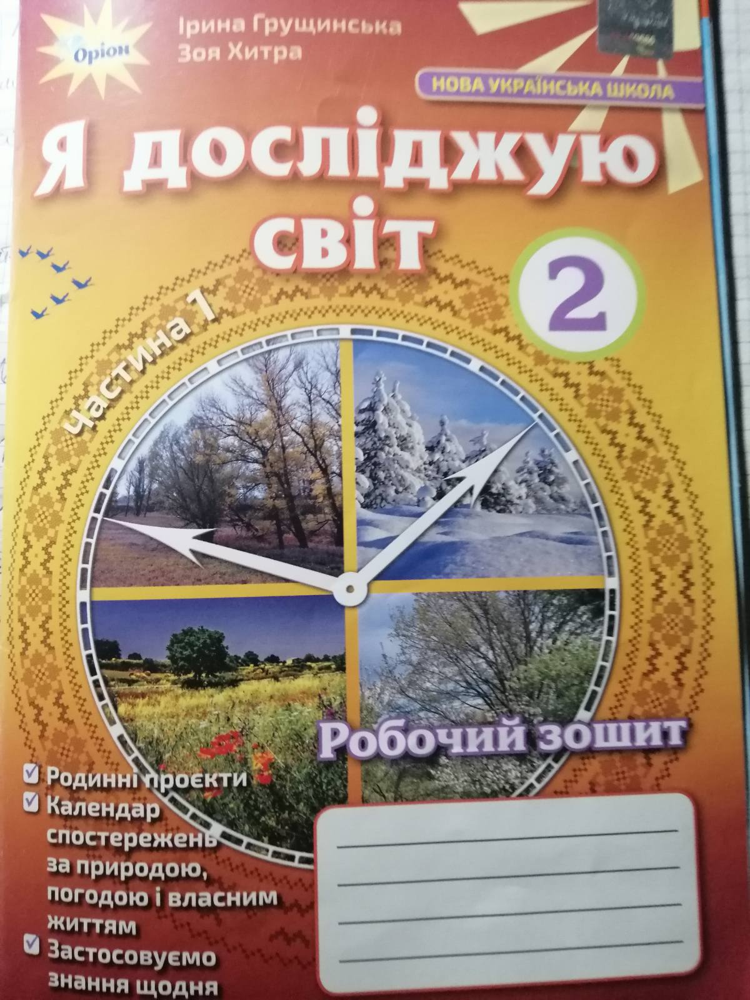 Оріон
Ірина Грущинська
Зоя Хитра
НОВА УКРАЇНСЬКА ШКОЛА
Я досліджую
світ
2
Частина 1
Робочий зошит
Родинні проєкти
Календар
спостережень
за природою,
погодою і власним
життям
Застосовуємо
знання щодня